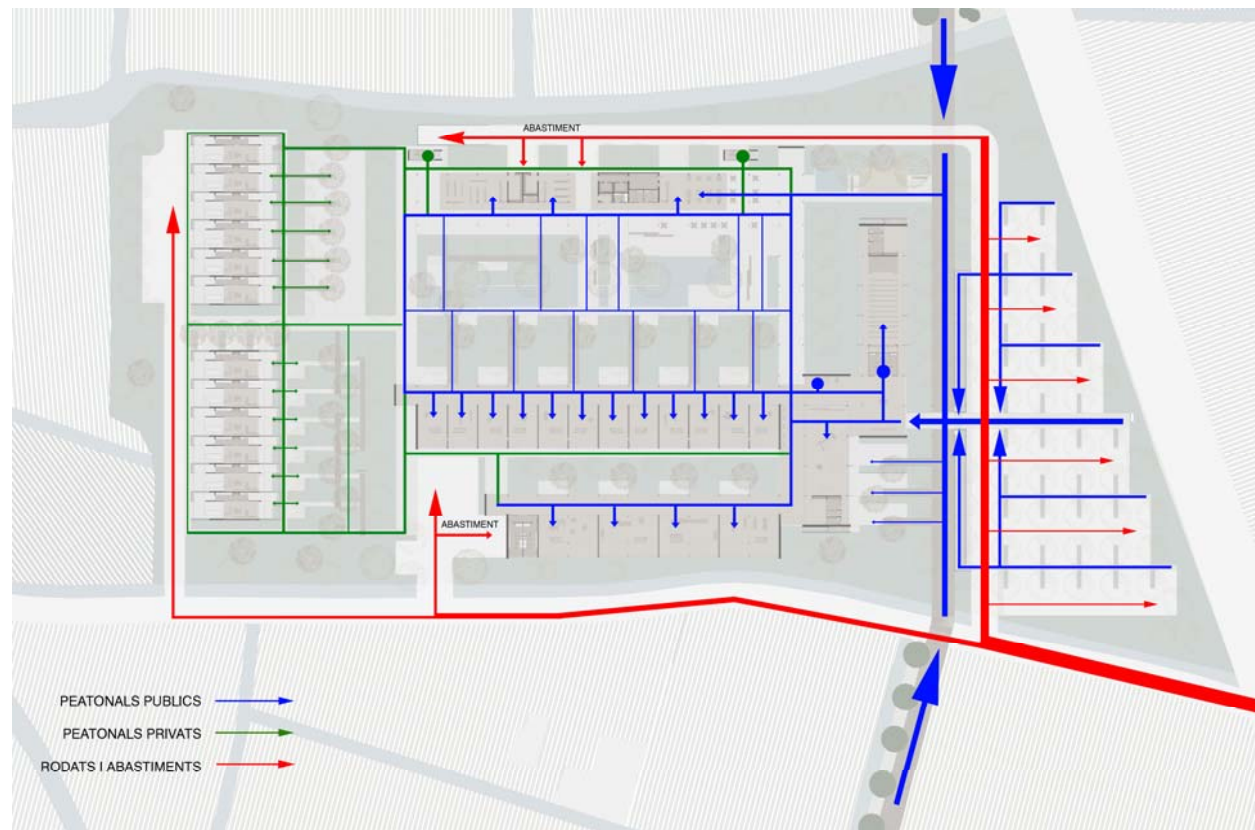 ABASTIMENT
ABASTIMENT
PEATONALS PUBLICS
PEATONALS PRIVATS
RODATS I ABASTIMENTS